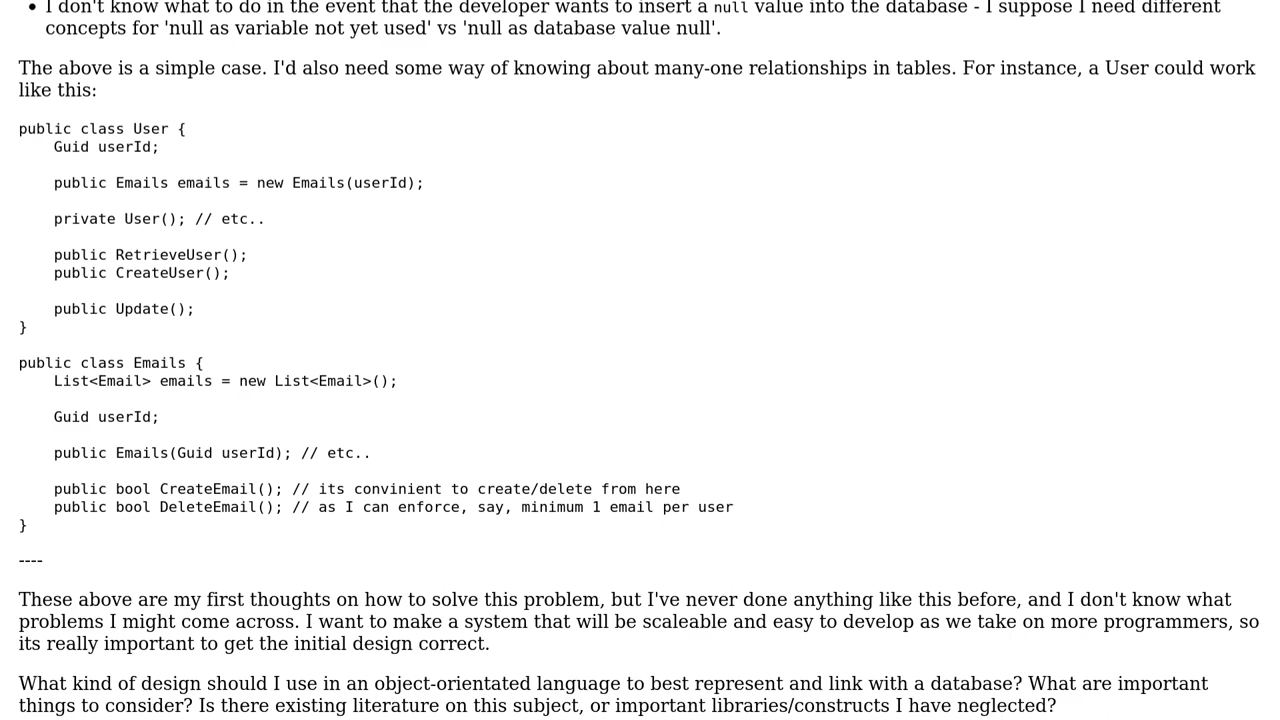 • I don't know what to do in the event that the developer wants to insert a null value into the database - I suppose I need different
concepts for 'null as variable not yet used' vs 'null as database value null'.
The above is a simple case. I'd also need some way of knowing about many-one relationships in tables. For instance, a User could work
like this:
public class User {
    Guid userId;
    public Emails emails = new Emails(userId);
    private User(); // etc..
    public RetrieveUser();
    public CreateUser();
    public Update();
}
public class Emails {
    List<Email> emails = new List<Email>();
    Guid userId;
    public Emails(Guid userId); // etc..
    public bool CreateEmail(); // its convinient to create/delete from here
    public bool DeleteEmail(); // as I can enforce, say, minimum 1 email per user
}
----
These above are my first thoughts on how to solve this problem, but I've never done anything like this before, and I don't know what
problems I might come across. I want to make a system that will be scaleable and easy to develop as we take on more programmers, so
its really important to get the initial design correct.
What kind of design should I use in an object-orientated language to best represent and link with a database? What are important
things to consider? Is there existing literature on this subject, or important libraries/constructs I have neglected?